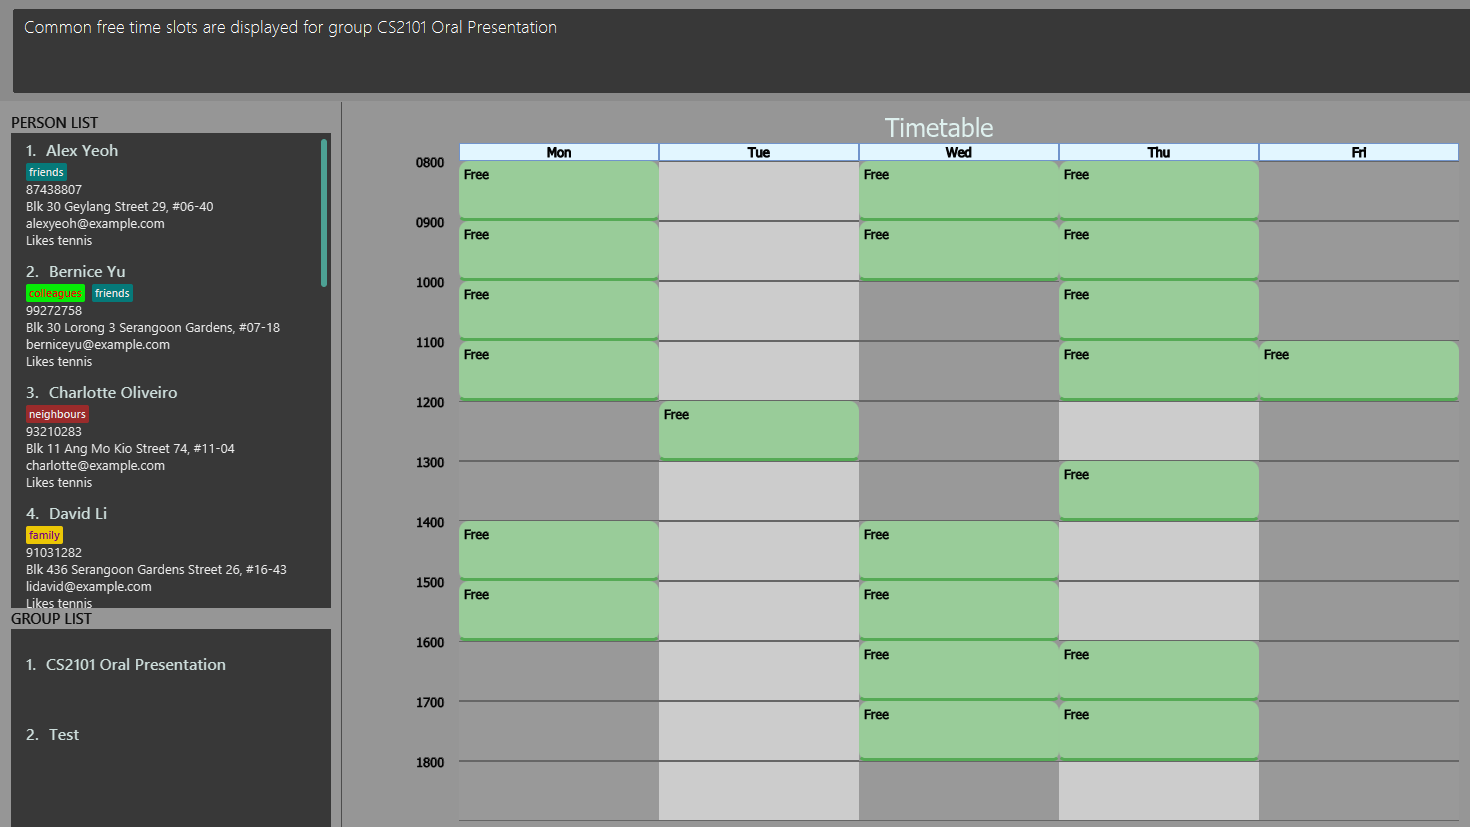 Common free time slots are displayed for group CS2101 Oral Presentation
PERSON LIST
1. Alex Yeoh
friends
87438807
Blk 30 Geylang Street 29, #06-40
alexyeoh@example.com
Likes tennis
2. Bernice Yu
colleagues friends
99272758
Blk 30 Lorong 3 Serangoon Gardens, #07-18
berniceyu@example.com
Likes tennis
3. Charlotte Oliveiro
neighbours
93210283
Blk 11 Ang Mo Kio Street 74, #11-04
charlotte@example.com
Likes tennis
4. David Li
family
91031282
Blk 436 Serangoon Gardens Street 26, #16-43
lidavid@example.com
Likes tennis
GROUP LIST
1. CS2101 Oral Presentation
2. Test
Timetable
Mon Tue Wed Thu Fri
0800
Free Free Free
0900
Free Free Free
1000
Free Free
1100
Free Free Free
1200
Free
1300
Free
1400
Free Free
1500
Free Free
1600
Free Free
1700
Free Free
1800